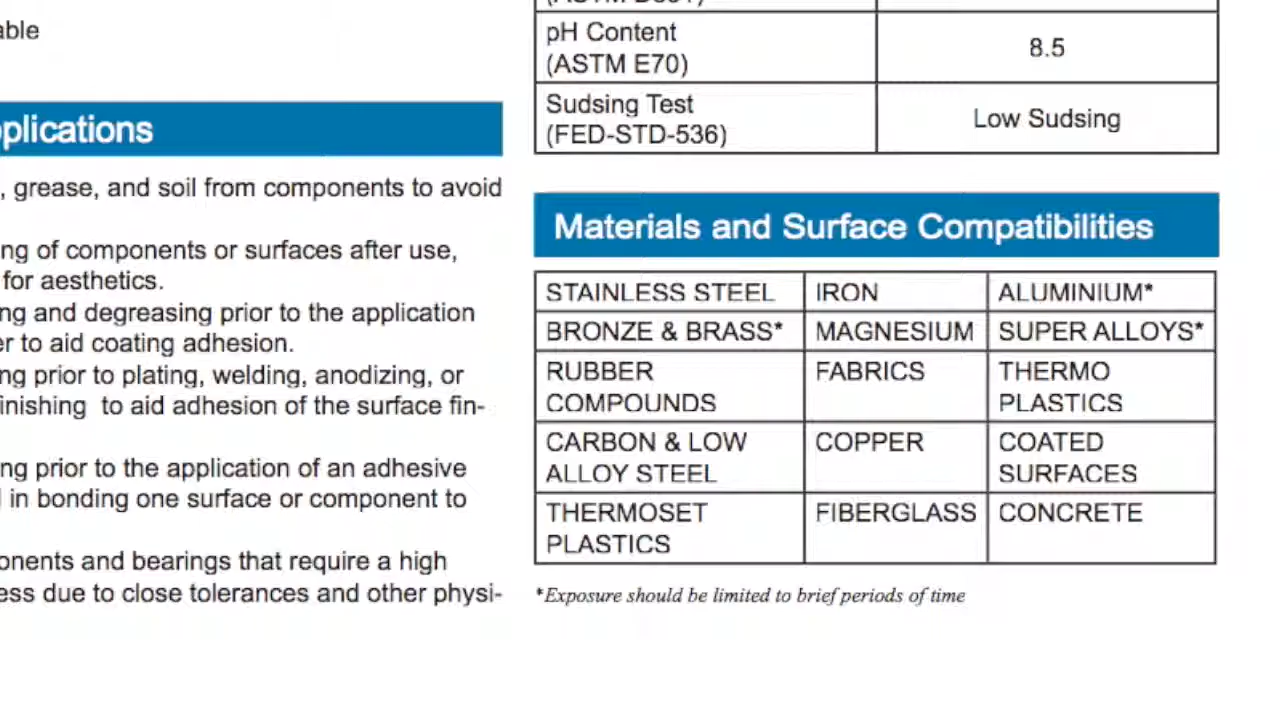 able
plications
, grease, and soil from components to avoid
ng of components or surfaces after use,
for aesthetics.
ng and degreasing prior to the application
er to aid coating adhesion.
ng prior to plating, welding, anodizing, or
inishing  to aid adhesion of the surface fin-
ng prior to the application of an adhesive
in bonding one surface or component to
onents and bearings that require a high
ess due to close tolerances and other physi-
pH Content
(ASTM E70)
8.5
Sudsing Test
(FED-STD-536)
Low Sudsing
Materials and Surface Compatibilities
STAINLESS STEEL IRON ALUMINIUM*
BRONZE & BRASS* MAGNESIUM SUPER ALLOYS*
RUBBER COMPOUNDS FABRICS THERMO PLASTICS
CARBON & LOW ALLOY STEEL COPPER COATED SURFACES
THERMOSET PLASTICS FIBERGLASS CONCRETE
*Exposure should be limited to brief periods of time